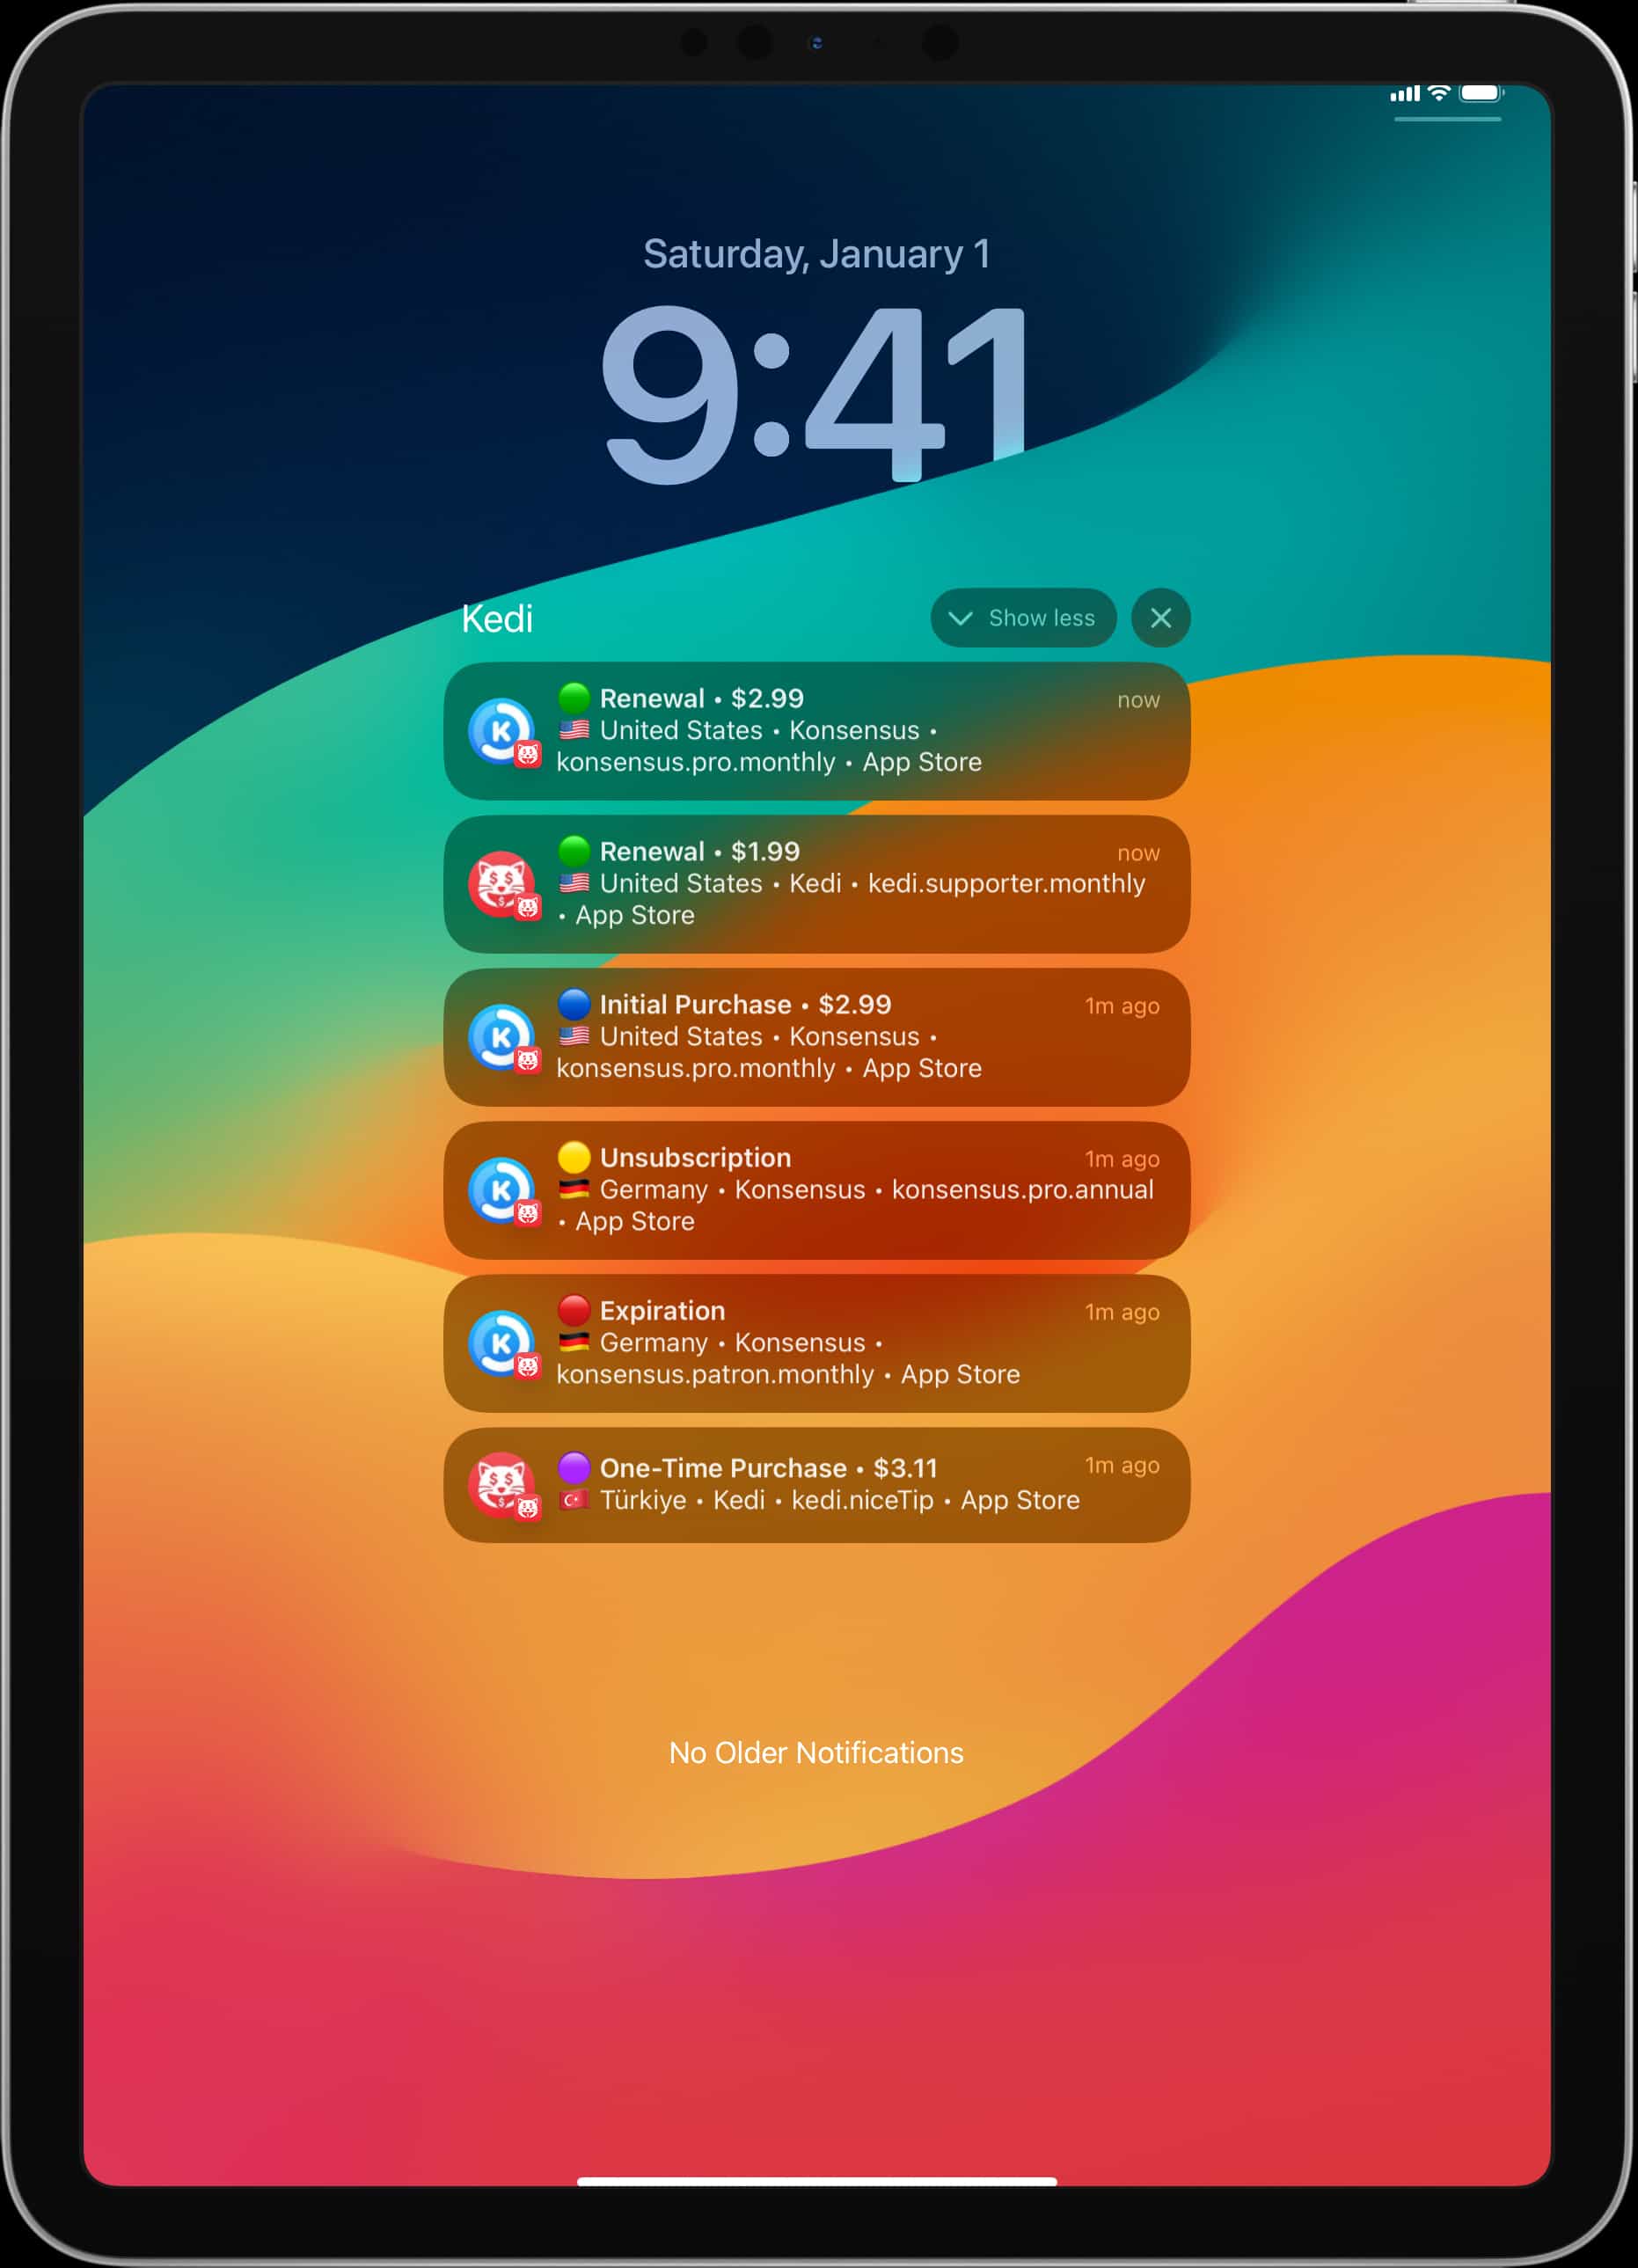 Saturday, January 1
9:41
Kedi
Show less
Renewal • $2.99
now
United States • Konsensus •
konsensus.pro.monthly • App Store
Renewal • $1.99
now
United States • Kedi • kedi.supporter.monthly
• App Store
Initial Purchase • $2.99
1m ago
United States • Konsensus •
konsensus.pro.monthly • App Store
Unsubscription
1m ago
Germany • Konsensus • konsensus.pro.annual
• App Store
Expiration
1m ago
Germany • Konsensus •
konsensus.patron.monthly • App Store
One-Time Purchase • $3.11
1m ago
Türkiye • Kedi • kedi.niceTip • App Store
No Older Notifications